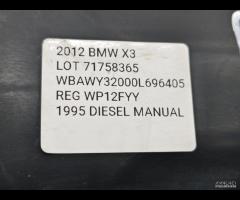 2012 BMW X3
LOT 71758365
WBAWY32000L696405
REG WP12FYY
1995 DIESEL MANUAL